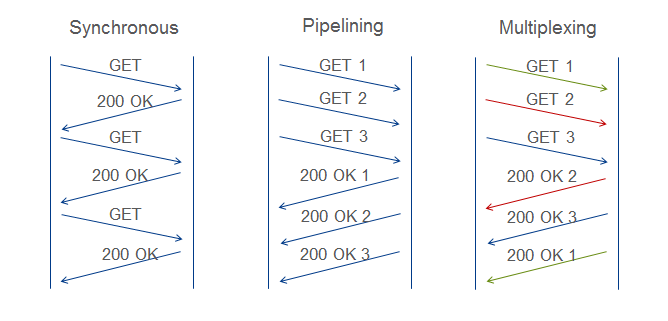 Synchronous
GET
200 OK
GET
200 OK
GET
200 OK
Pipelining
GET 1
GET 2
GET 3
200 OK 1
200 OK 2
200 OK 3
Multiplexing
GET 1
GET 2
GET 3
200 OK 2
200 OK 3
200 OK 1